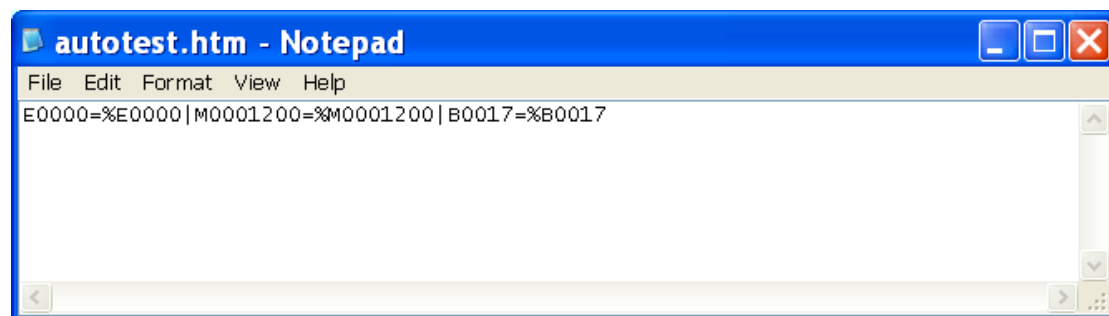 autotest.htm - Notepad
File Edit Format View Help
E0000=%E0000|M0001200=%M0001200|B0017=%B0017